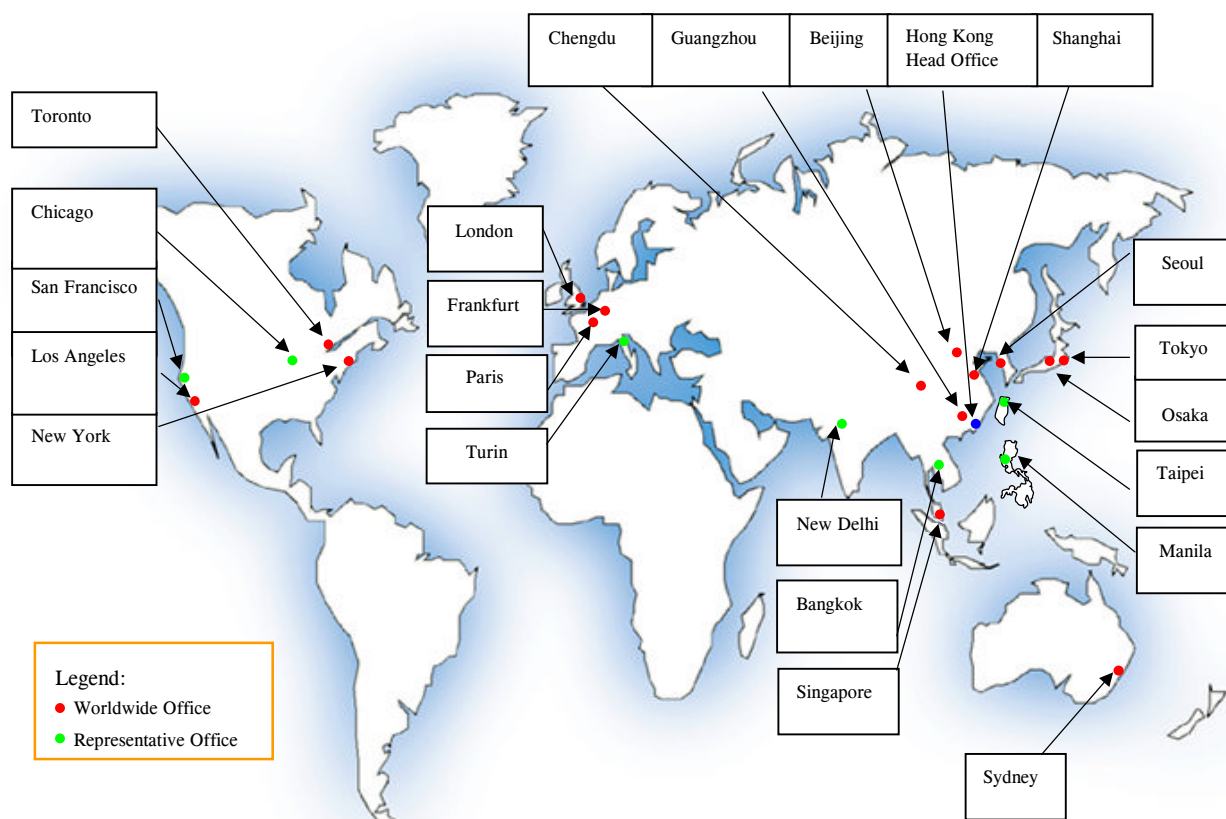 Chengdu
Guangzhou
Beijing
Hong Kong
Head Office
Shanghai
Toronto
Chicago
San Francisco
Los Angeles
New York
London
Frankfurt
Paris
Turin
Seoul
Tokyo
Osaka
Taipei
Manila
New Delhi
Bangkok
Singapore
Sydney
Legend:
Worldwide Office
Representative Office